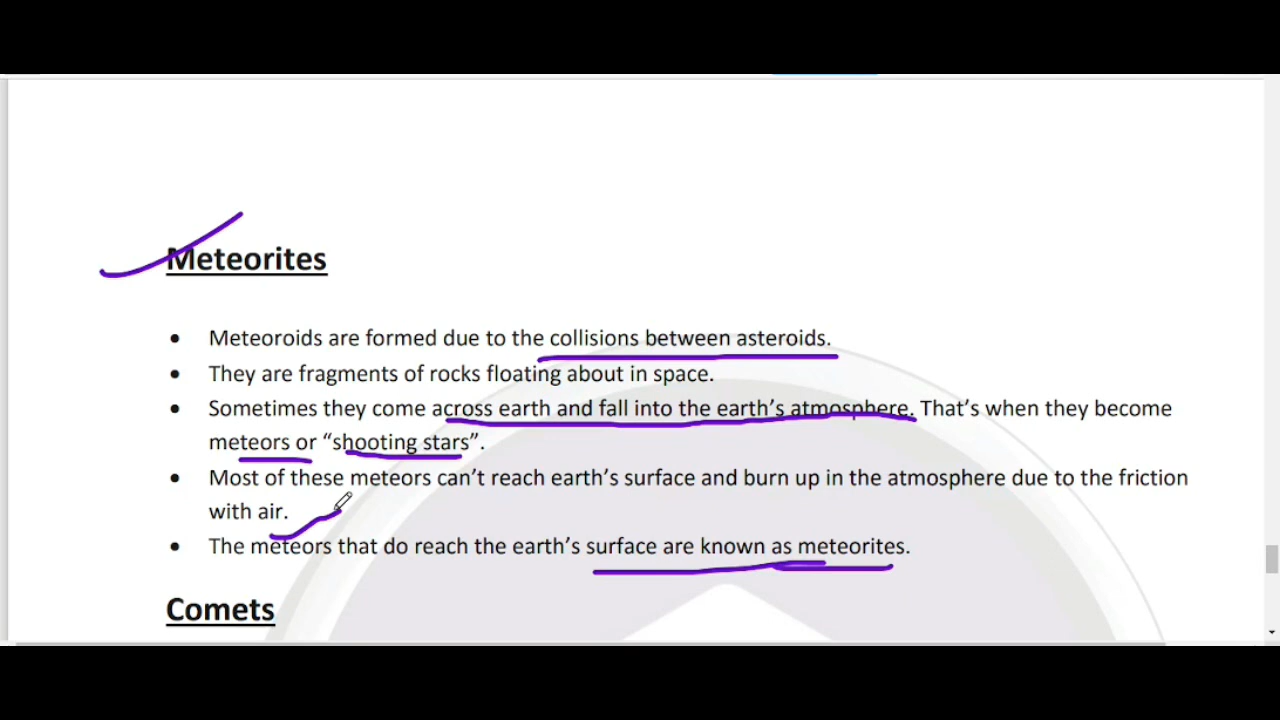 Meteorites
• Meteoroids are formed due to the collisions between asteroids.
• They are fragments of rocks floating about in space.
• Sometimes they come across earth and fall into the earth’s atmosphere. That’s when they become
meteors or “shooting stars”.
• Most of these meteors can’t reach earth’s surface and burn up in the atmosphere due to the friction
with air.
• The meteors that do reach the earth’s surface are known as meteorites.
Comets